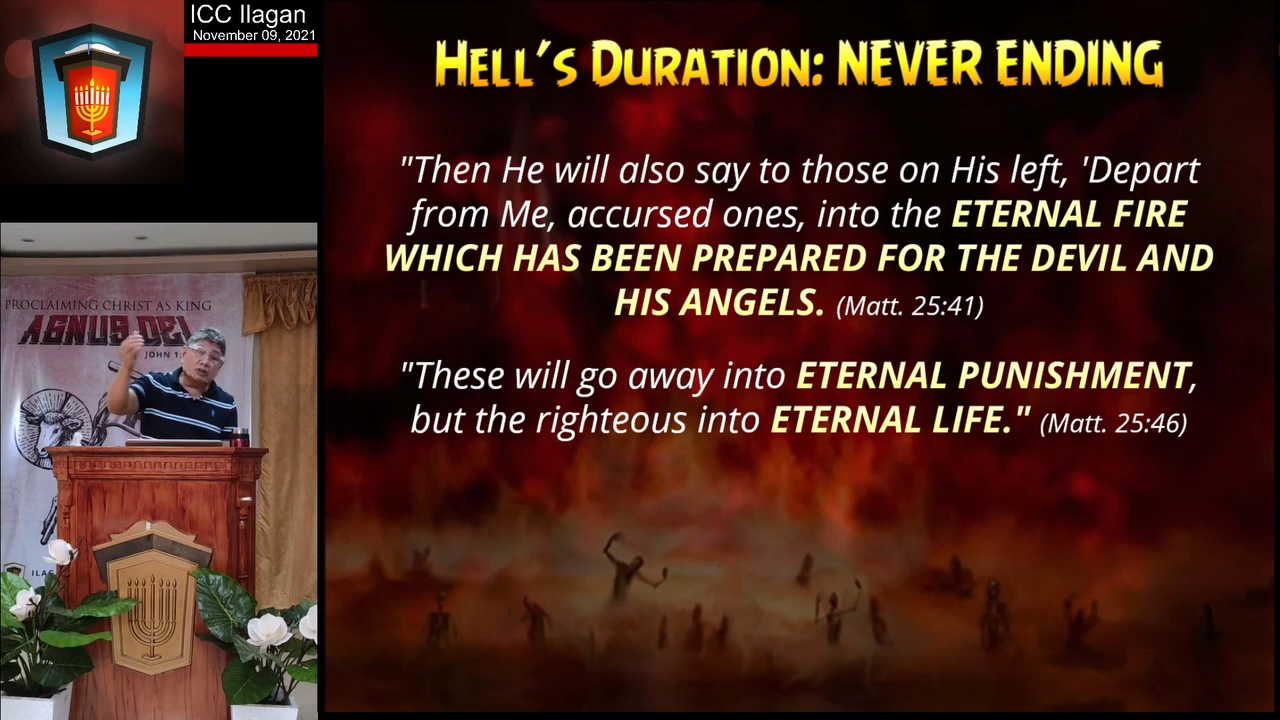 ICC Ilagan
November 09, 2021
HELL'S DURATION: NEVER ENDING
"Then He will also say to those on His left, 'Depart
from Me, accursed ones, into the ETERNAL FIRE
WHICH HAS BEEN PREPARED FOR THE DEVIL AND
HIS ANGELS. (Matt. 25:41)
"These will go away into ETERNAL PUNISHMENT,
but the righteous into ETERNAL LIFE." (Matt. 25:46)
PROCLAIMING CHRIST AS KING
AGNUS DEI
JOHN 1: